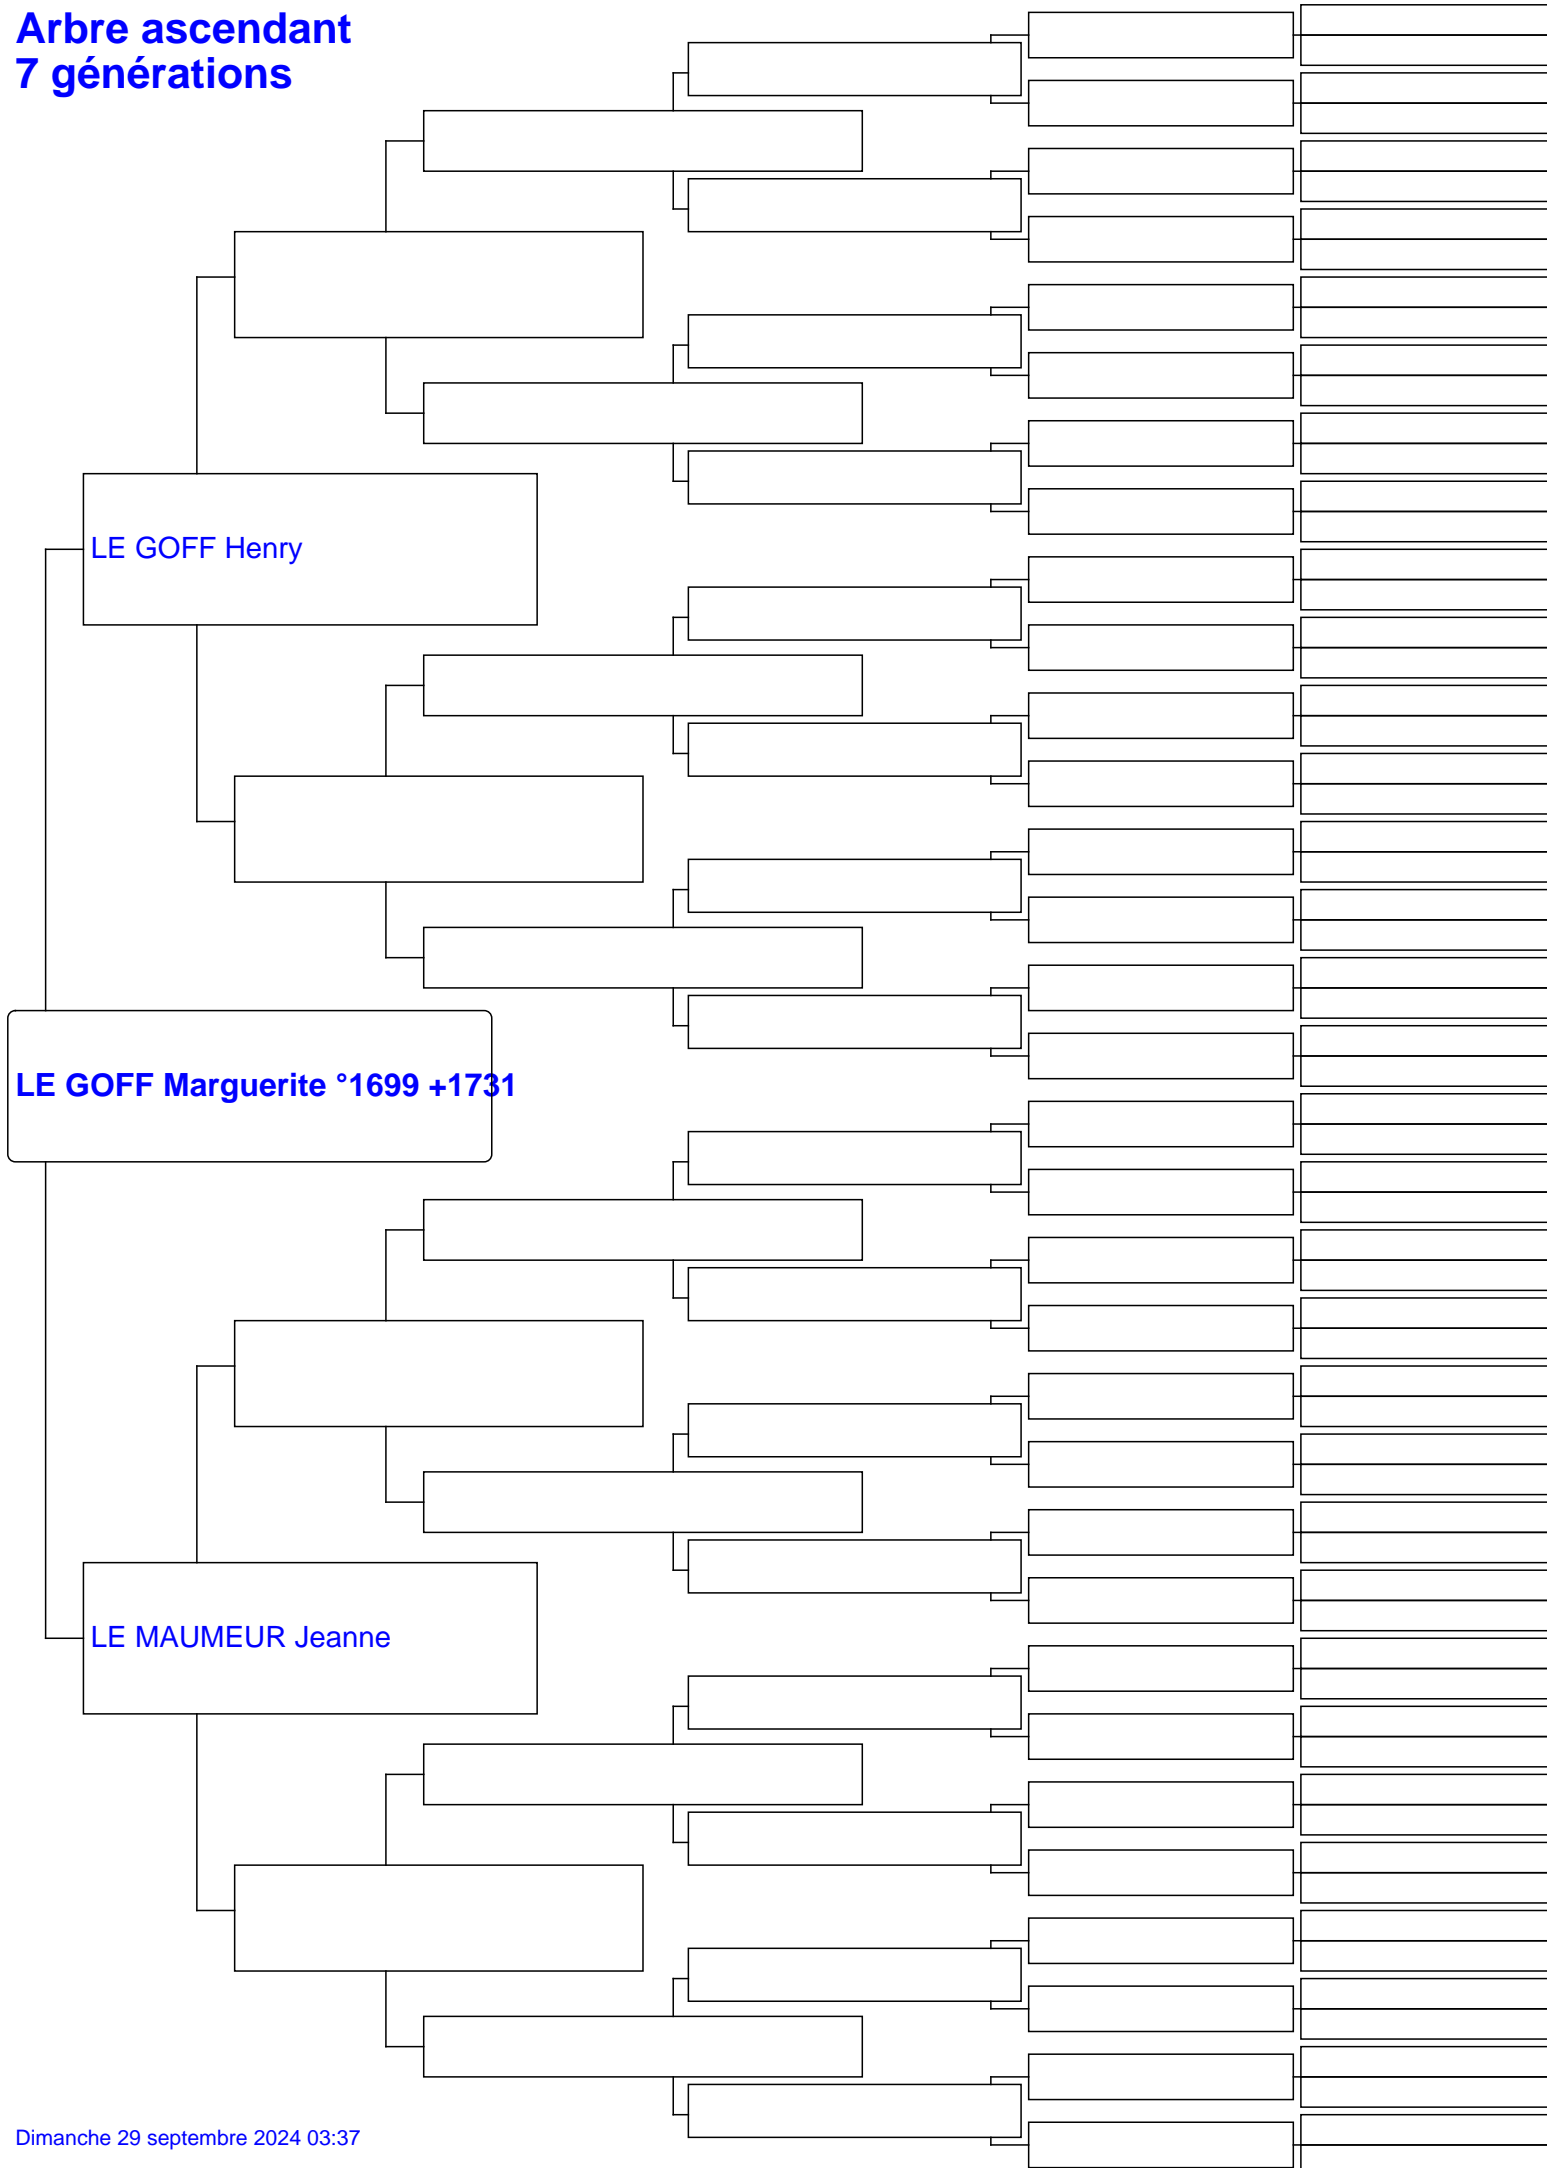 Arbre ascendant
7 générations
LE GOFF Henry
LE GOFF Marguerite °1699 +1731
LE MAUMEUR Jeanne
Dimanche 29 septembre 2024 03:37